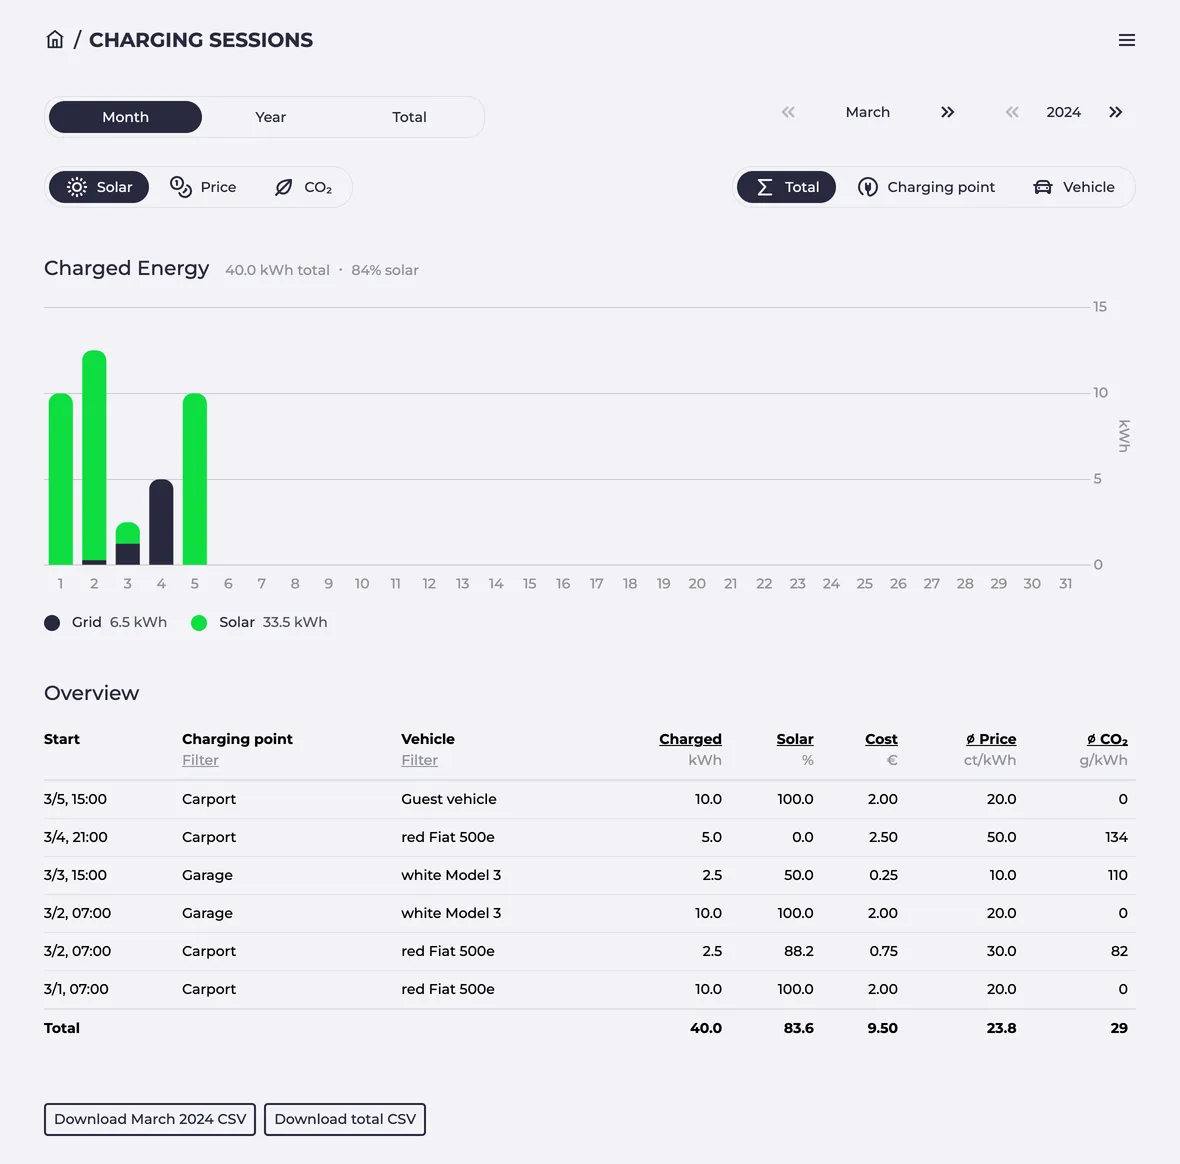 / CHARGING SESSIONS
Month Year Total
March 2024
Solar Price CO₂
Total Charging point Vehicle
Charged Energy 40.0 kWh total · 84% solar
15
10
kWh
5
0
1 2 3 4 5 6 7 8 9 10 11 12 13 14 15 16 17 18 19 20 21 22 23 24 25 26 27 28 29 30 31
Grid 6.5 kWh Solar 33.5 kWh
Overview
Start Charging point Vehicle Charged Solar Cost ø Price ø CO₂
Filter Filter kWh % € ct/kWh g/kWh
3/5, 15:00 Carport Guest vehicle 10.0 100.0 2.00 20.0 0
3/4, 21:00 Carport red Fiat 500e 5.0 0.0 2.50 50.0 134
3/3, 15:00 Garage white Model 3 2.5 50.0 0.25 10.0 110
3/2, 07:00 Garage white Model 3 10.0 100.0 2.00 20.0 0
3/2, 07:00 Carport red Fiat 500e 2.5 88.2 0.75 30.0 82
3/1, 07:00 Carport red Fiat 500e 10.0 100.0 2.00 20.0 0
Total 40.0 83.6 9.50 23.8 29
Download March 2024 CSV Download total CSV